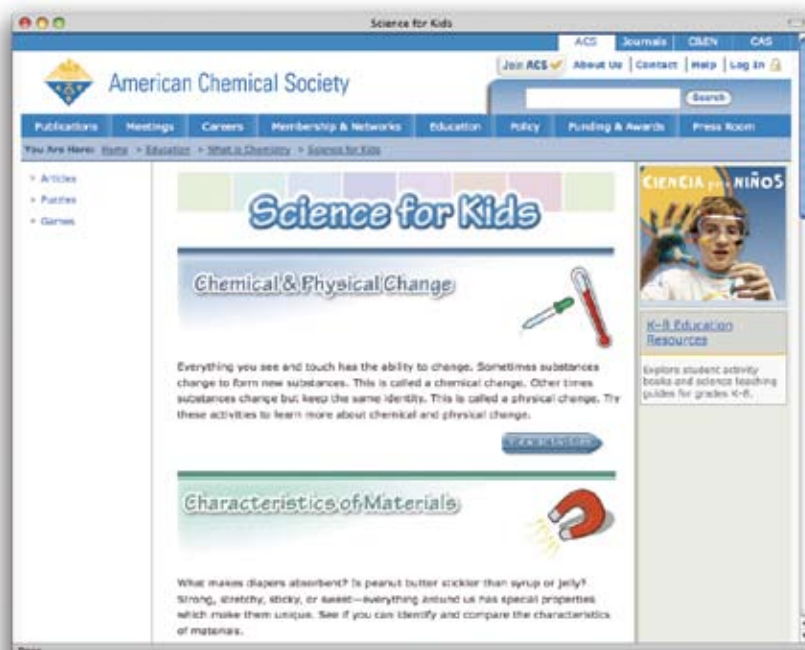 Science for Kids
ACS Journals C&EN CAS
American Chemical Society
Join ACS About Us Contact Help Log In
Search
Publications Meetings Careers Membership & Networks Education Policy Funding & Awards Press Room
You Are Here: Home > Education > What is Chemistry > Science for Kids
> Articles
> Puzzles
> Games
Science for Kids
Chemical & Physical Change
Everything you see and touch has the ability to change. Sometimes substances
change to form new substances. This is called a chemical change. Other times
substances change but keep the same identity. This is called a physical change. Try
these activities to learn more about chemical and physical change.
Characteristics of Materials
What makes diapers absorbent? Is peanut butter stickier than syrup or jelly?
Strong, stretchy, sticky, or sweet—everything around us has special properties
which make them unique. See if you can identify and compare the characteristics
of materials.
CIENCIA para NIÑOS
K–8 Education
Resources
Explore student activity
books and science teaching
guides for grades K–8.